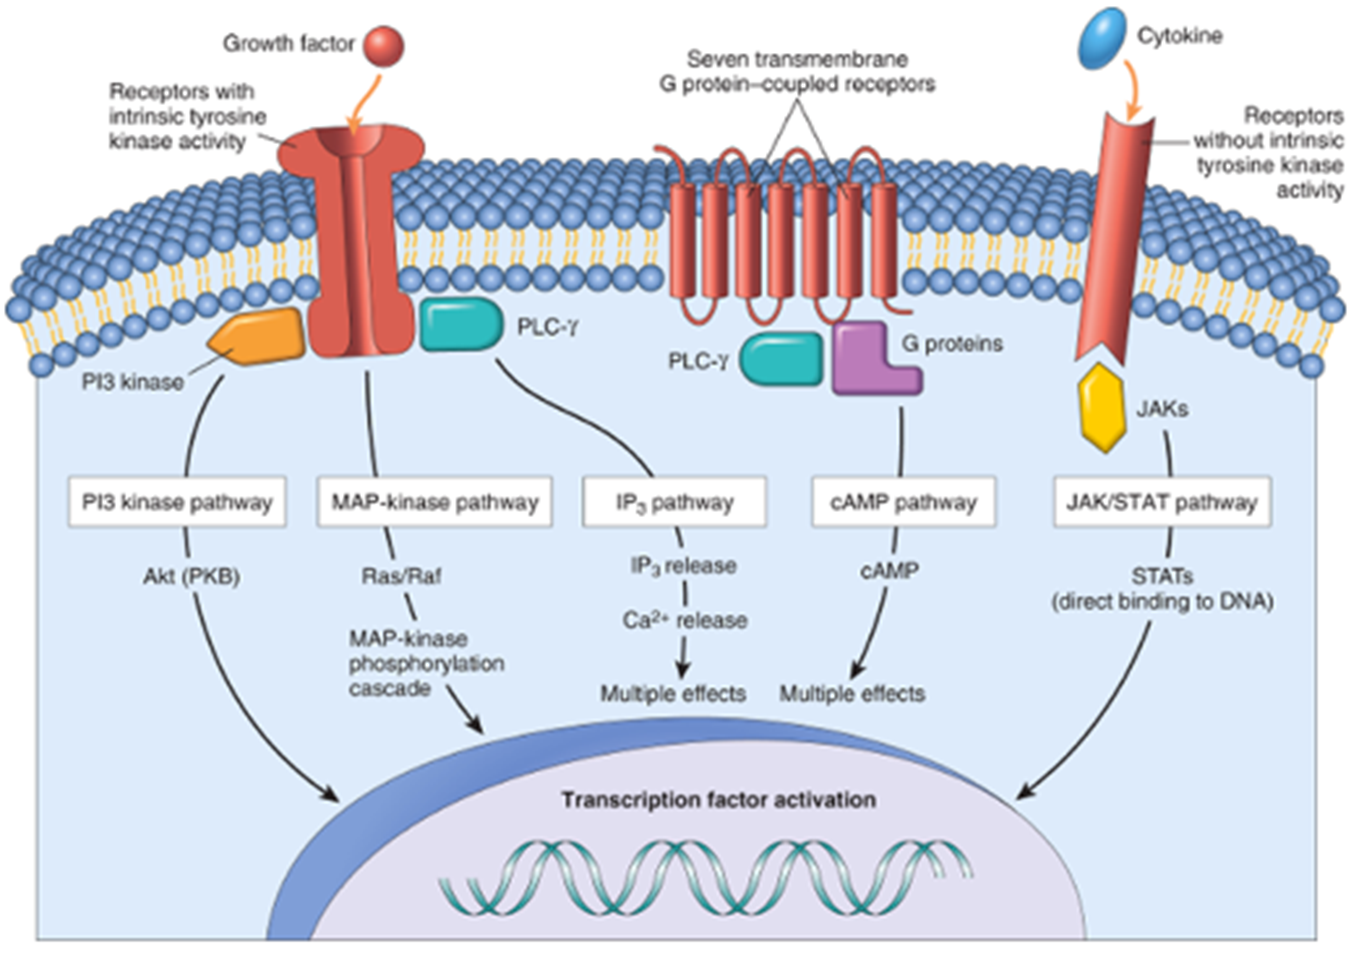 Growth factor
Receptors with
intrinsic tyrosine
kinase activity
Seven transmembrane
G protein–coupled receptors
Cytokine
Receptors
without intrinsic
tyrosine kinase
activity
PI3 kinase
PLC-γ
PLC-γ
G proteins
JAKs
PI3 kinase pathway
MAP-kinase pathway
IP₃ pathway
cAMP pathway
JAK/STAT pathway
Akt (PKB)
Ras/Raf
MAP-kinase
phosphorylation
cascade
IP₃ release
Ca²⁺ release
Multiple effects
cAMP
Multiple effects
STATs
(direct binding to DNA)
Transcription factor activation